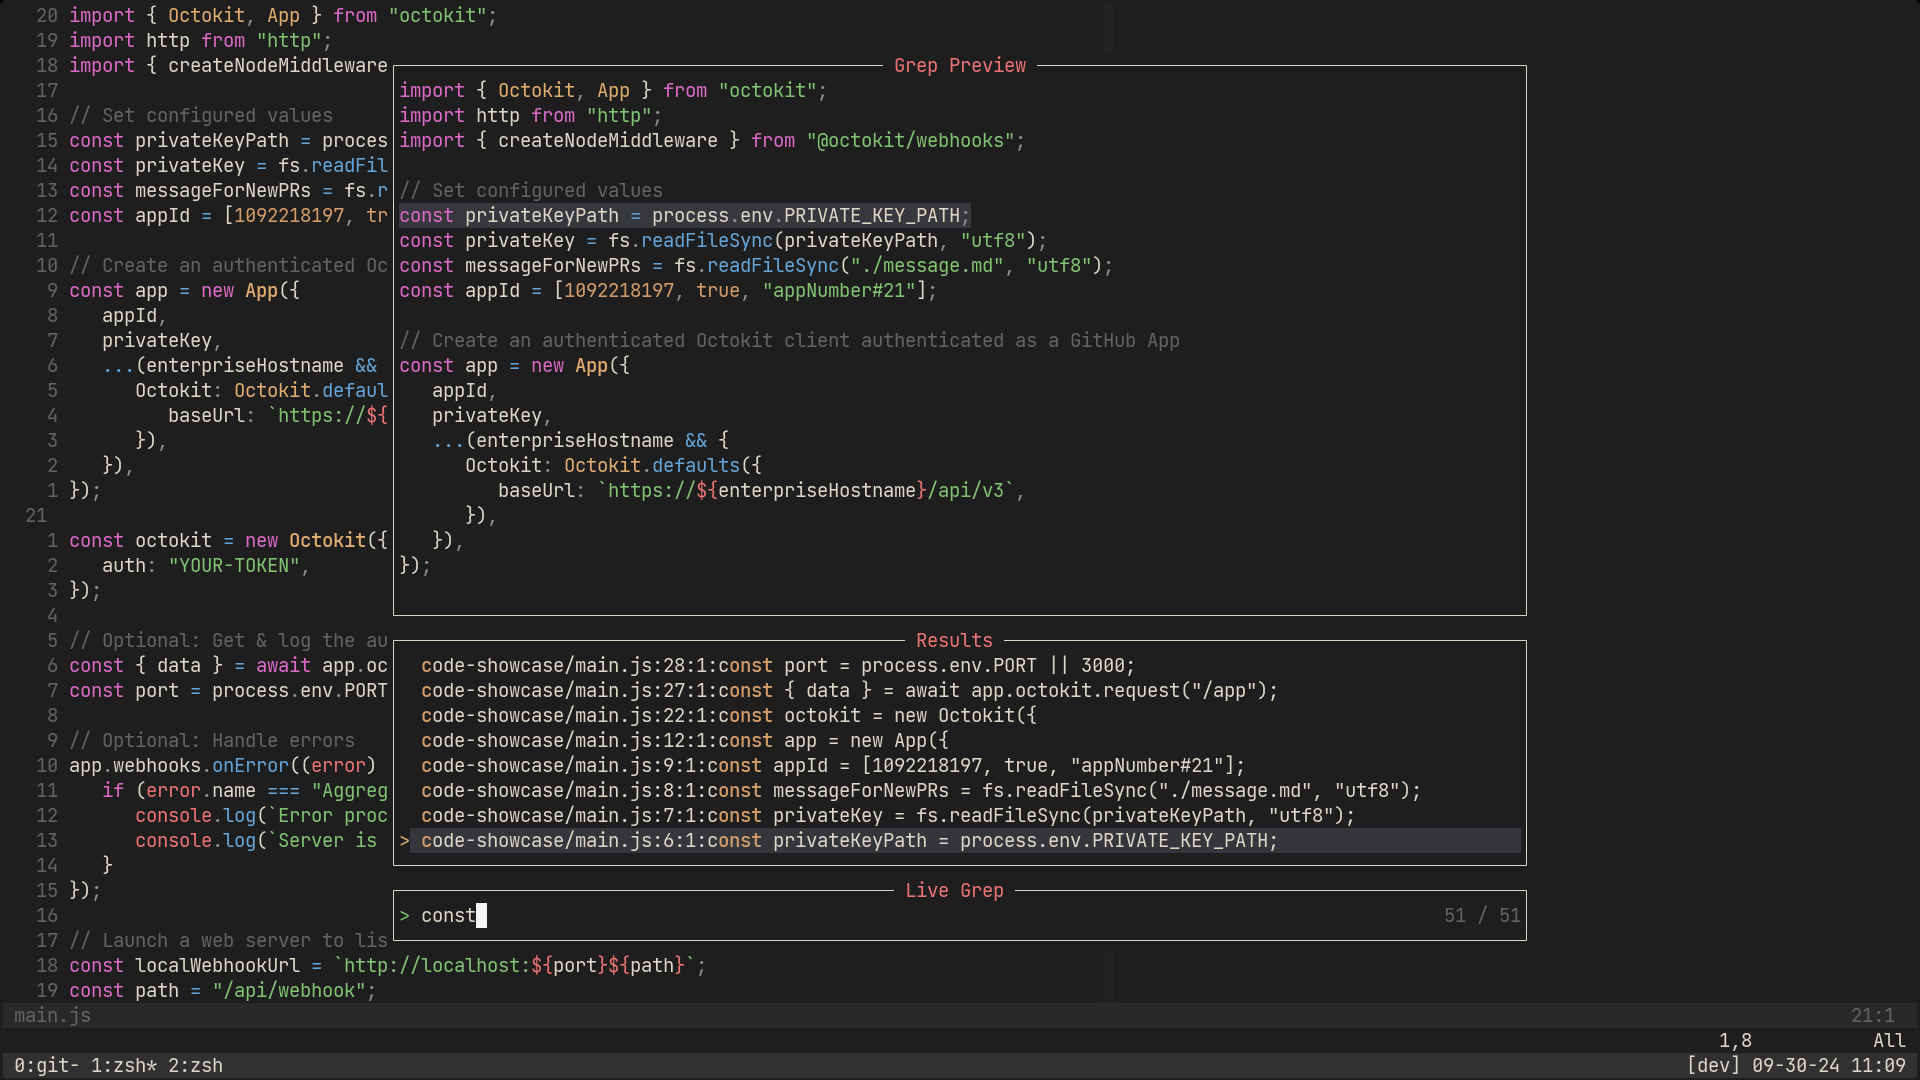 20 import { Octokit, App } from "octokit";
19 import http from "http";
18 import { createNodeMiddleware
17
16 // Set configured values
15 const privateKeyPath = proces
14 const privateKey = fs.readFil
13 const messageForNewPRs = fs.r
12 const appId = [1092218197, tr
11
10 // Create an authenticated Oc
9 const app = new App({
8 appId,
7 privateKey,
6 ...(enterpriseHostname &&
5 Octokit: Octokit.defaul
4 baseUrl: `https://${
3 }),
2 }),
1 });
21
1 const octokit = new Octokit({
2 auth: "YOUR-TOKEN",
3 });
4
5 // Optional: Get & log the au
6 const { data } = await app.oc
7 const port = process.env.PORT
8
9 // Optional: Handle errors
10 app.webhooks.onError((error)
11 if (error.name === "Aggreg
12 console.log(`Error proc
13 console.log(`Server is
14 }
15 });
16
17 // Launch a web server to lis
18 const localWebhookUrl = `http://localhost:${port}${path}`;
19 const path = "/api/webhook";
Grep Preview
import { Octokit, App } from "octokit";
import http from "http";
import { createNodeMiddleware } from "@octokit/webhooks";
// Set configured values
const privateKeyPath = process.env.PRIVATE_KEY_PATH;
const privateKey = fs.readFileSync(privateKeyPath, "utf8");
const messageForNewPRs = fs.readFileSync("./message.md", "utf8");
const appId = [1092218197, true, "appNumber#21"];
// Create an authenticated Octokit client authenticated as a GitHub App
const app = new App({
appId,
privateKey,
...(enterpriseHostname && {
Octokit: Octokit.defaults({
baseUrl: `https://${enterpriseHostname}/api/v3`,
}),
}),
});
Results
code-showcase/main.js:28:1:const port = process.env.PORT || 3000;
code-showcase/main.js:27:1:const { data } = await app.octokit.request("/app");
code-showcase/main.js:22:1:const octokit = new Octokit({
code-showcase/main.js:12:1:const app = new App({
code-showcase/main.js:9:1:const appId = [1092218197, true, "appNumber#21"];
code-showcase/main.js:8:1:const messageForNewPRs = fs.readFileSync("./message.md", "utf8");
code-showcase/main.js:7:1:const privateKey = fs.readFileSync(privateKeyPath, "utf8");
> code-showcase/main.js:6:1:const privateKeyPath = process.env.PRIVATE_KEY_PATH;
Live Grep
> const 51 / 51
main.js 21:1
1,8 All
0:git- 1:zsh* 2:zsh [dev] 09-30-24 11:09